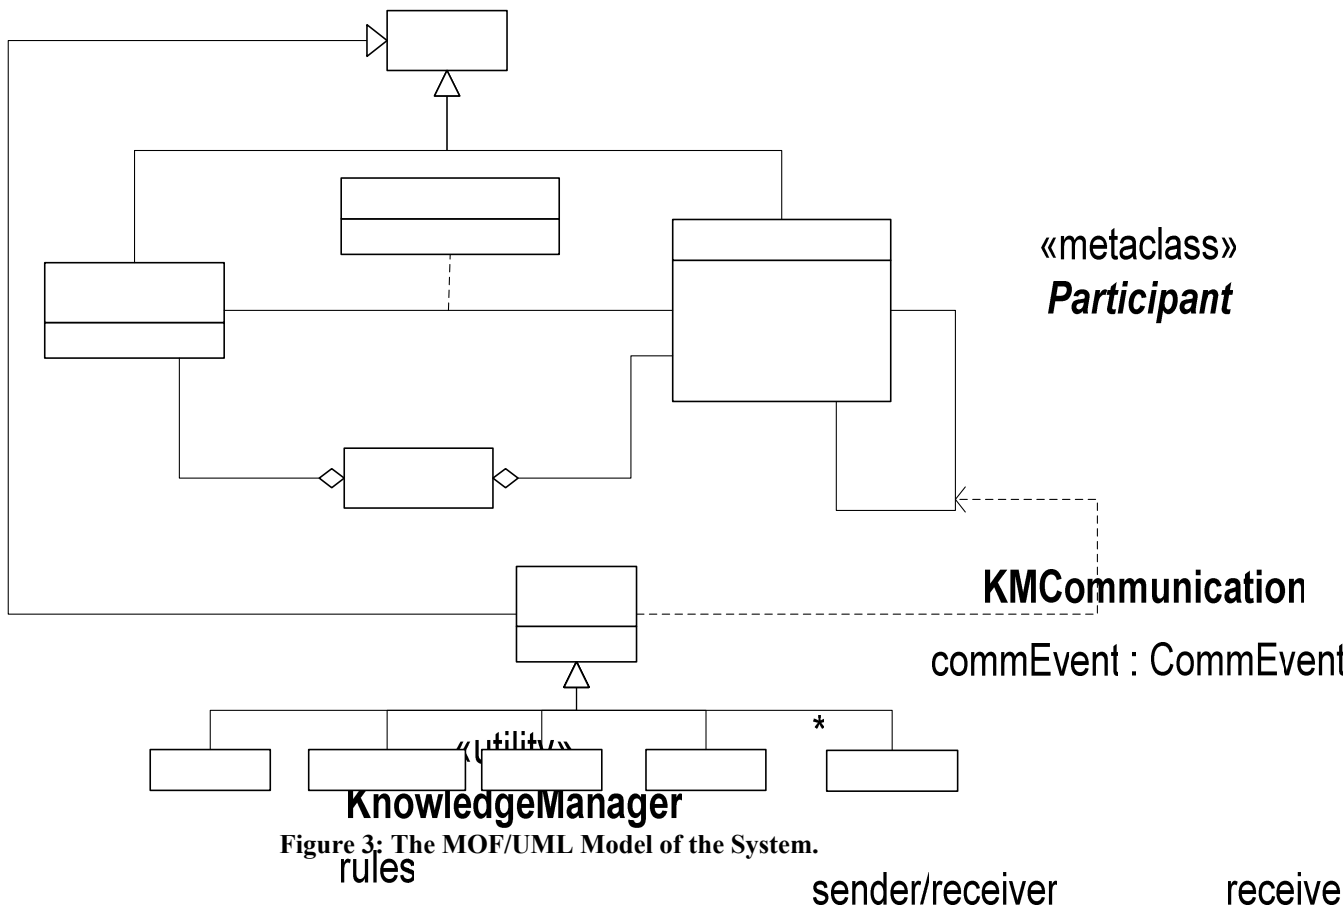 «metaclass»
Participant
KMCommunication
commEvent : CommEvent
*
«utility»
KnowledgeManager
Figure 3: The MOF/UML Model of the System.
rules
sender/receiver
receive